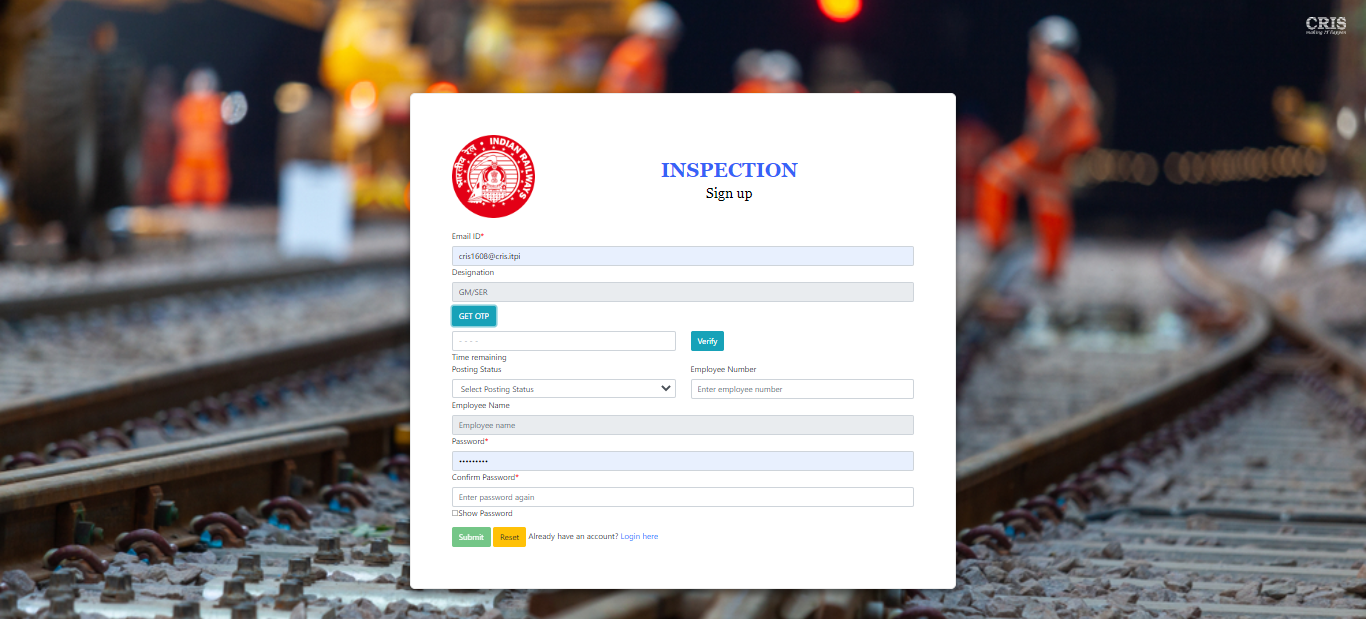 CRIS
making IT happen
भारतीय रेल
INDIAN RAILWAYS
INSPECTION
Sign up
Email ID*
cris1608@cris.itpi
Designation
GM/SER
GET OTP
- - - -
Verify
Time remaining
Posting Status
Employee Number
Select Posting Status
Enter employee number
Employee Name
Employee name
Password*
•••••••••
Confirm Password*
Enter password again
Show Password
Submit
Reset
Already have an account? Login here